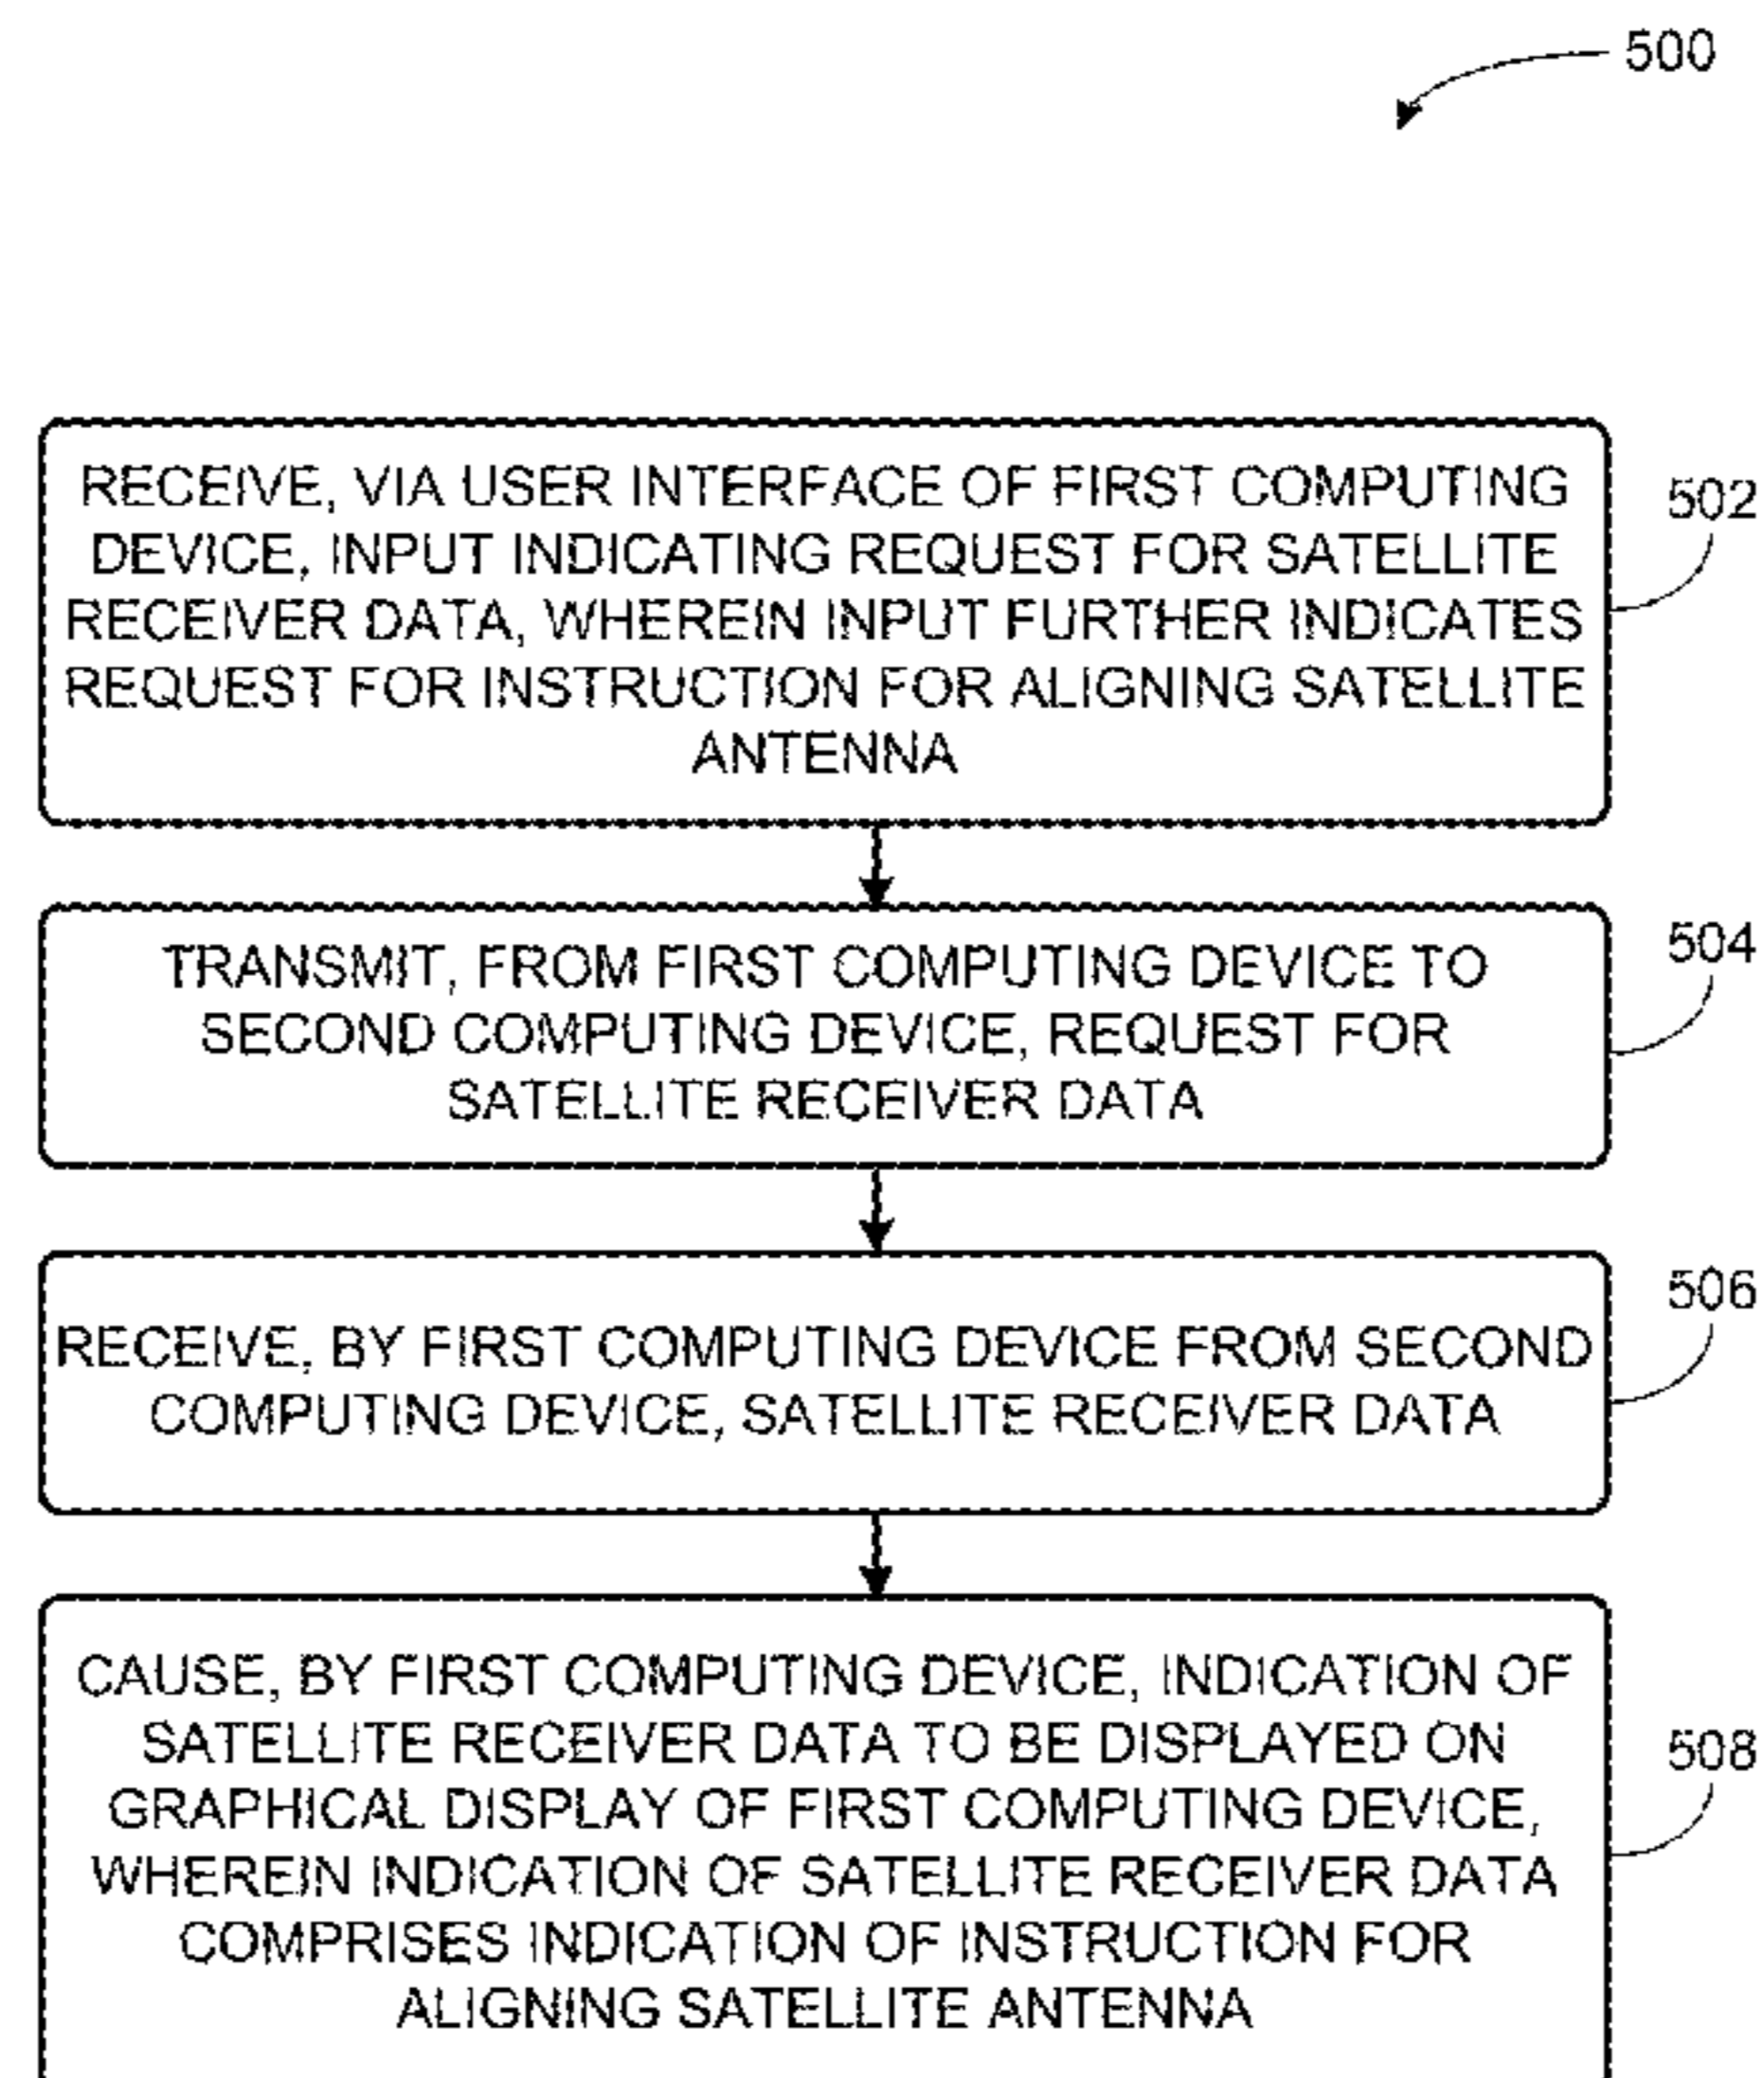 500
RECEIVE, VIA USER INTERFACE OF FIRST COMPUTING
DEVICE, INPUT INDICATING REQUEST FOR SATELLITE
RECEIVER DATA, WHEREIN INPUT FURTHER INDICATES
REQUEST FOR INSTRUCTION FOR ALIGNING SATELLITE
ANTENNA
502
TRANSMIT, FROM FIRST COMPUTING DEVICE TO
SECOND COMPUTING DEVICE, REQUEST FOR
SATELLITE RECEIVER DATA
504
RECEIVE, BY FIRST COMPUTING DEVICE FROM SECOND
COMPUTING DEVICE, SATELLITE RECEIVER DATA
506
CAUSE, BY FIRST COMPUTING DEVICE, INDICATION OF
SATELLITE RECEIVER DATA TO BE DISPLAYED ON
GRAPHICAL DISPLAY OF FIRST COMPUTING DEVICE,
WHEREIN INDICATION OF SATELLITE RECEIVER DATA
COMPRISES INDICATION OF INSTRUCTION FOR
ALIGNING SATELLITE ANTENNA
508